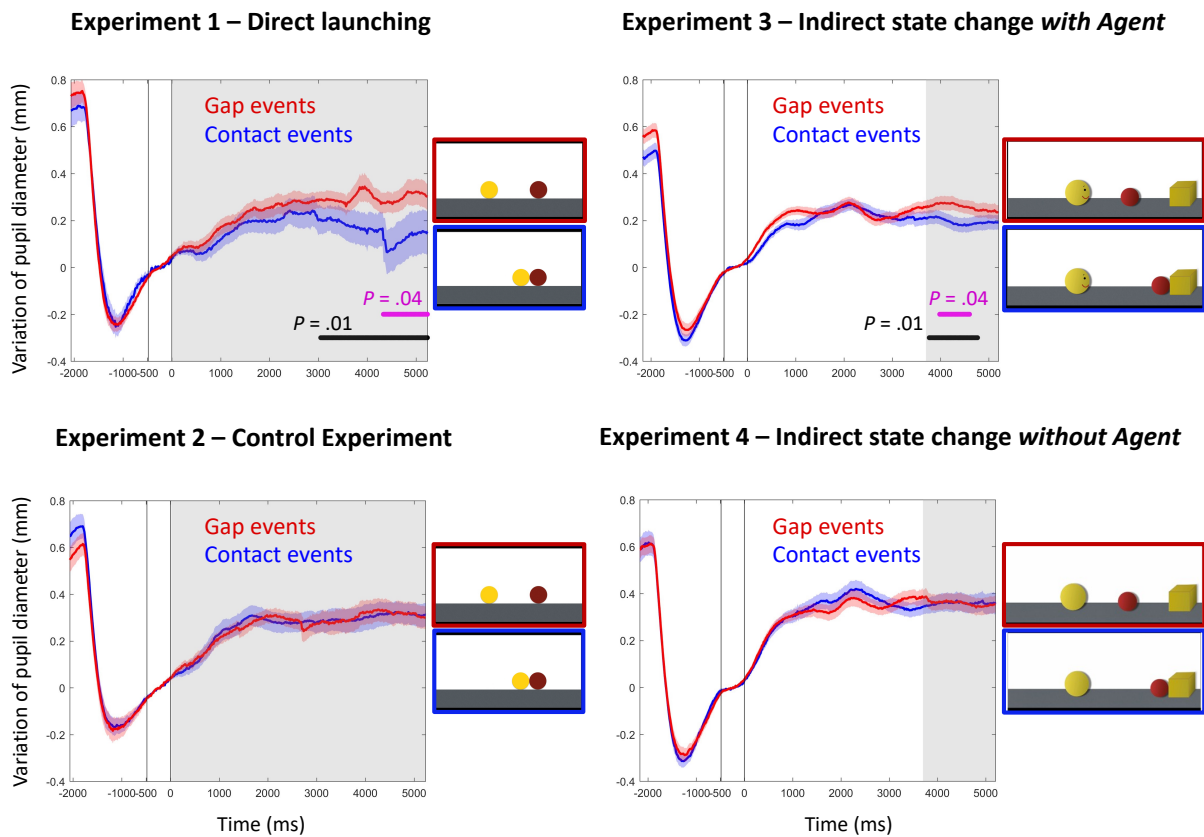 Experiment 1 – Direct launching
Variation of pupil diameter (mm)
0.8
0.6
0.4
0.2
0
-0.2
-0.4
Gap events
Contact events
P = .04
P = .01
-2000 -1000 -500 0 1000 2000 3000 4000 5000
Experiment 3 – Indirect state change with Agent
0.8
0.6
0.4
0.2
0
-0.2
-0.4
Gap events
Contact events
P = .04
P = .01
-2000 -1000 -500 0 1000 2000 3000 4000 5000
Experiment 2 – Control Experiment
Variation of pupil diameter (mm)
0.8
0.6
0.4
0.2
0
-0.2
-0.4
Gap events
Contact events
-2000 -1000 -500 0 1000 2000 3000 4000 5000
Time (ms)
Experiment 4 – Indirect state change without Agent
0.8
0.6
0.4
0.2
0
-0.2
-0.4
Gap events
Contact events
-2000 -1000 -500 0 1000 2000 3000 4000 5000
Time (ms)